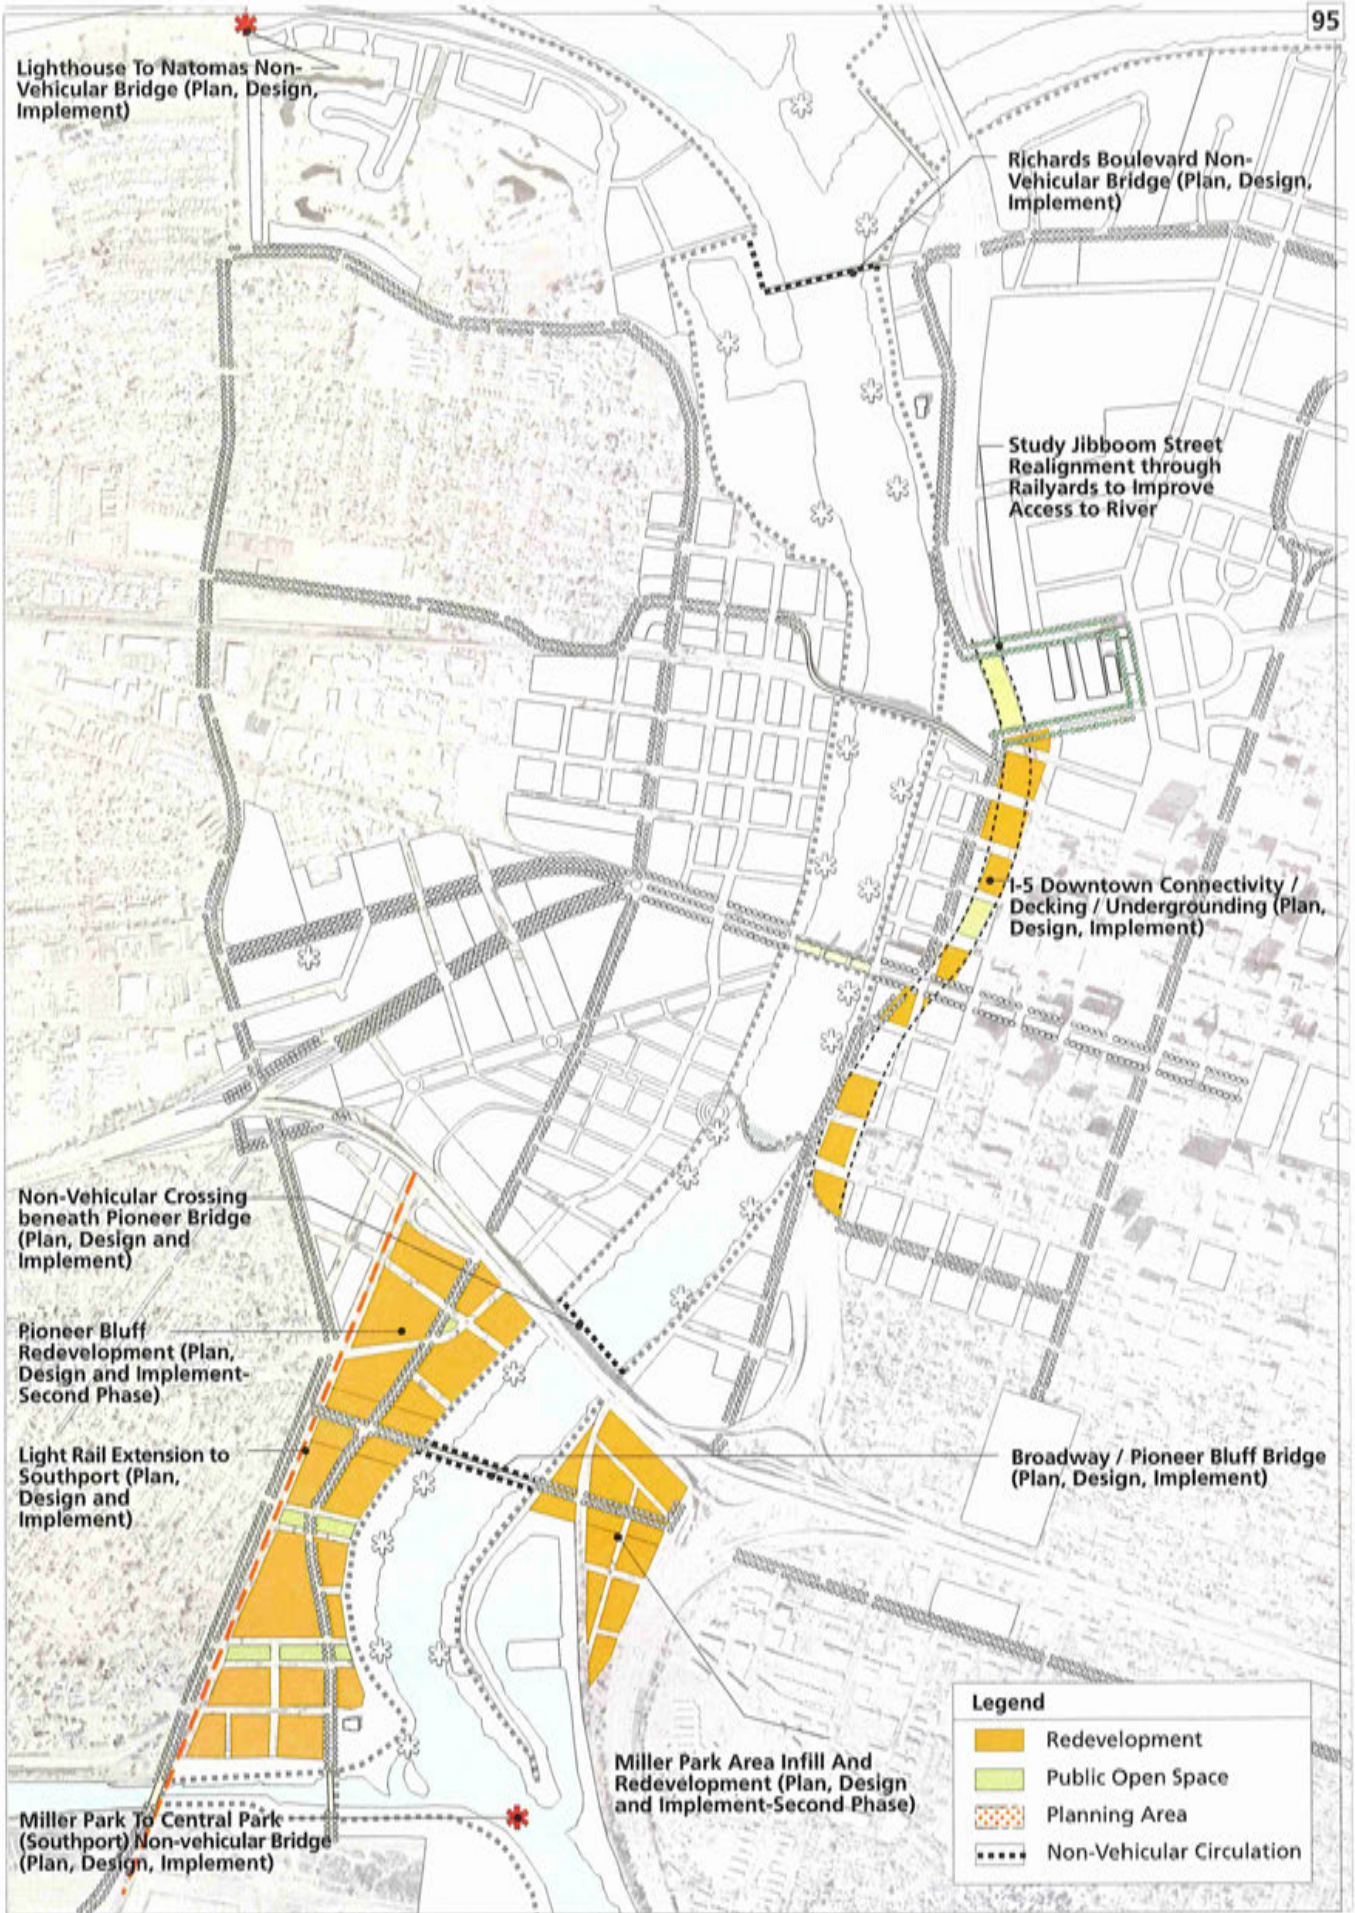 95
Lighthouse To Natomas Non-
Vehicular Bridge (Plan, Design,
Implement)
Richards Boulevard Non-
Vehicular Bridge (Plan, Design,
Implement)
Study Jibboom Street
Realignment through
Railyards to Improve
Access to River
I-5 Downtown Connectivity /
Decking / Undergrounding (Plan,
Design, Implement)
Non-Vehicular Crossing
beneath Pioneer Bridge
(Plan, Design and
Implement)
Pioneer Bluff
Redevelopment (Plan,
Design and Implement-
Second Phase)
Light Rail Extension to
Southport (Plan,
Design and
Implement)
Broadway / Pioneer Bluff Bridge
(Plan, Design, Implement)
Miller Park Area Infill And
Redevelopment (Plan, Design
and Implement-Second Phase)
Miller Park To Central Park
(Southport) Non-vehicular Bridge
(Plan, Design, Implement)
Legend
Redevelopment
Public Open Space
Planning Area
Non-Vehicular Circulation